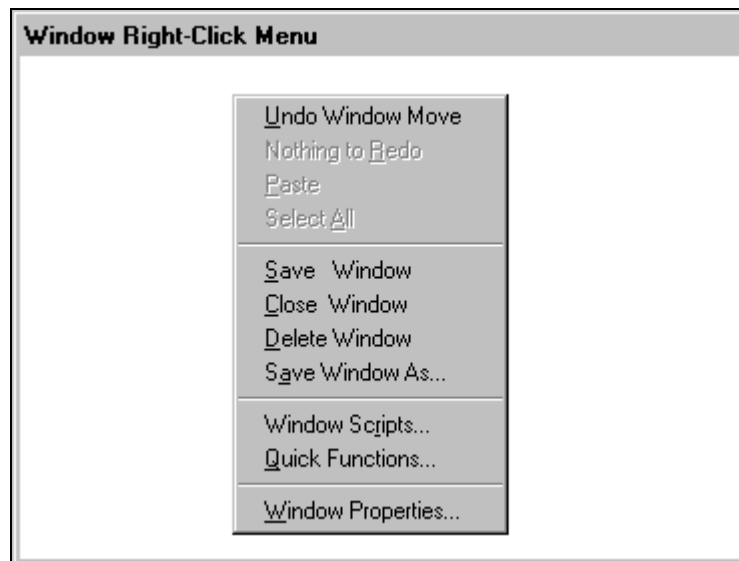 Window Right-Click Menu
Undo Window Move
Nothing to Redo
Paste
Select All
Save Window
Close Window
Delete Window
Save Window As...
Window Scripts...
Quick Functions...
Window Properties...